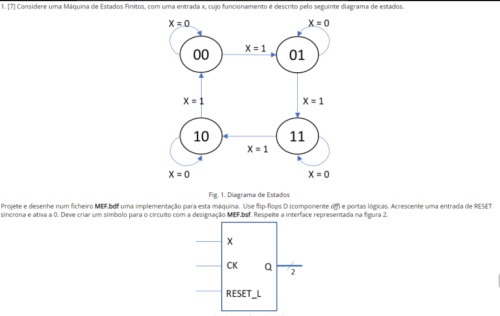 1. [7] Considere uma Máquina de Estados Finitos, com uma entrada x, cujo funcionamento é descrito pelo seguinte diagrama de estados.
X = 0
X = 0
00
X = 1
01
X = 1
X = 1
10
11
X = 1
X = 0
X = 0
Fig. 1. Diagrama de Estados
Projete e desenhe num ficheiro MEF.bdf uma implementação para esta máquina. Use flip-flops D (componente dff) e portas lógicas. Acrescente uma entrada de RESET
síncrona e ativa a 0. Deve criar um símbolo para o circuito com a designação MEF.bsf. Respeite a interface representada na figura 2.
X
CK
Q
2
RESET_L